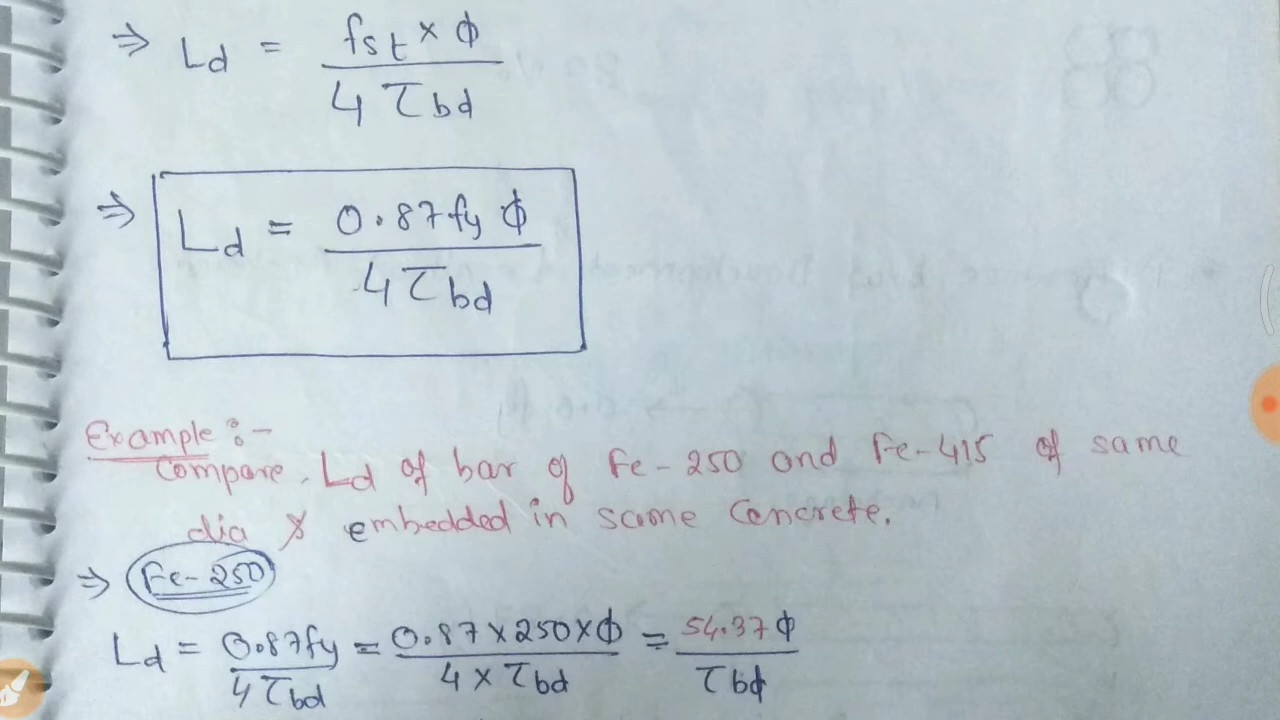 ⇒ Ld = fst × ϕ / 4 τbd
⇒ Ld = 0.87fy ϕ / 4 τbd
Example :-
Compare Ld of bar of Fe-250 and Fe-415 of same
dia & embedded in same Concrete.
⇒ Fe-250
Ld = 0.87fy / 4 τbd = 0.87 × 250 × ϕ / 4 × τbd = 54.37 ϕ / τbd